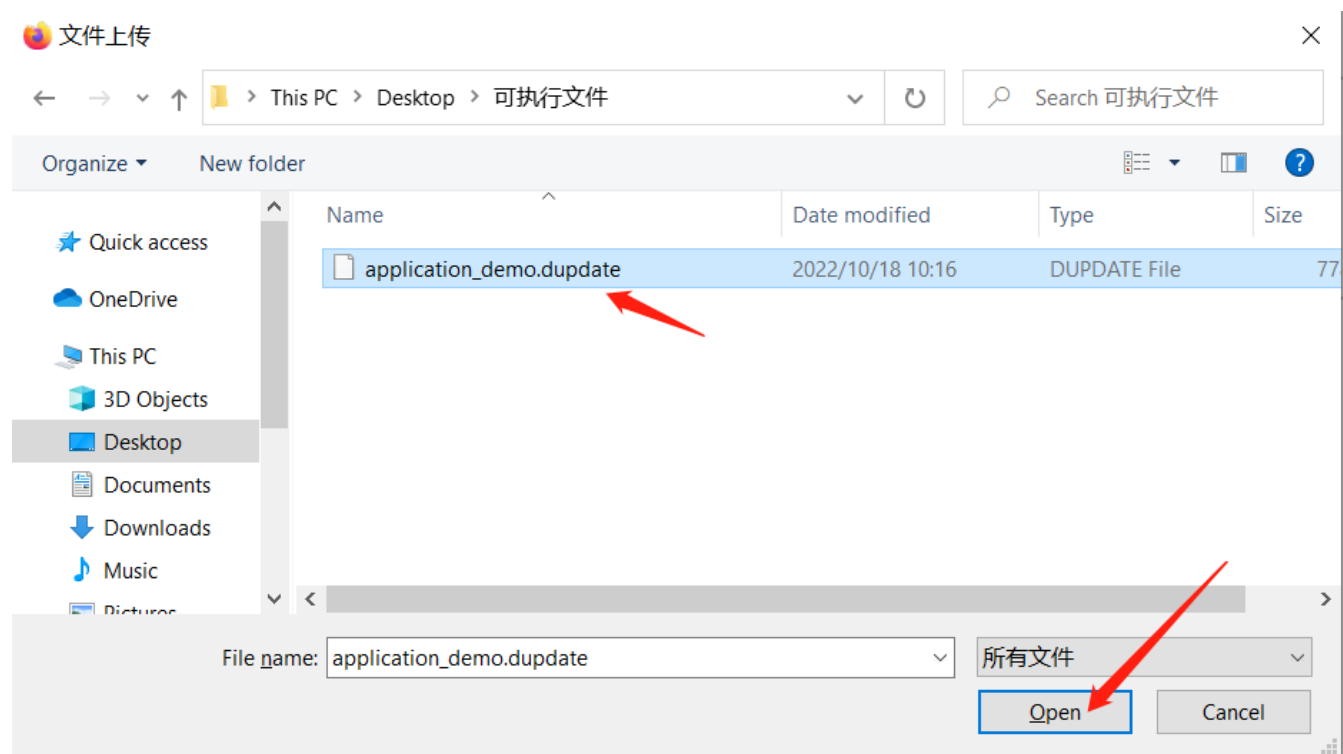 文件上传
This PC > Desktop > 可执行文件
Search 可执行文件
Organize
New folder
?
Name
Date modified
Type
Size
Quick access
OneDrive
This PC
3D Objects
Desktop
Documents
Downloads
Music
Pictures
application_demo.dupdate
2022/10/18 10:16
DUPDATE File
77
File name:
application_demo.dupdate
所有文件
Open
Cancel